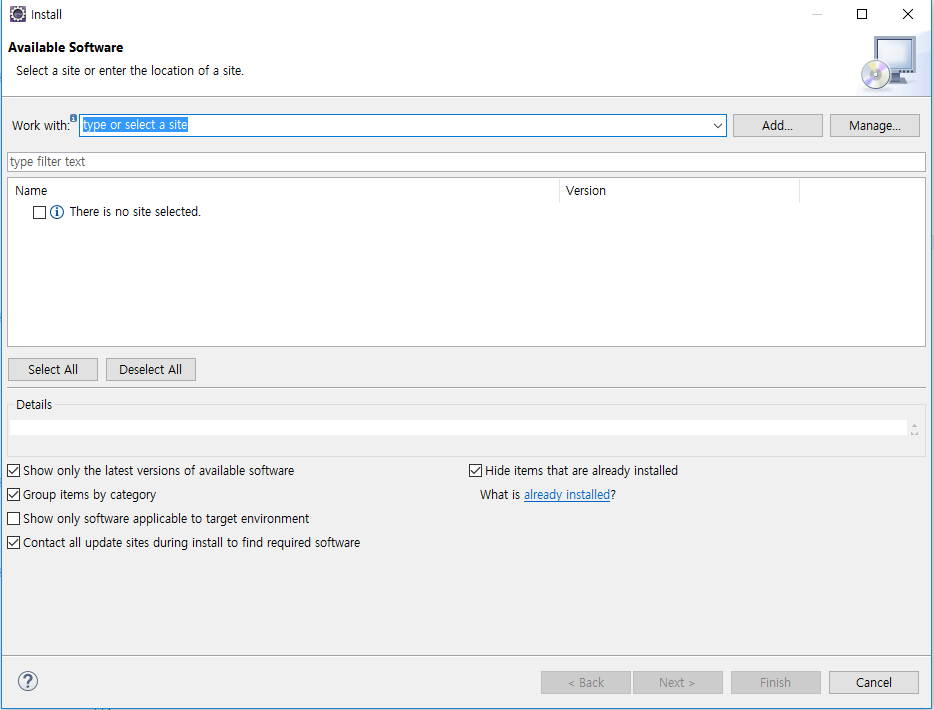 Install
Available Software
Select a site or enter the location of a site.
Work with: type or select a site Add... Manage...
type filter text
Name Version
There is no site selected.
Select All Deselect All
Details
Show only the latest versions of available software Hide items that are already installed
Group items by category What is already installed?
Show only software applicable to target environment
Contact all update sites during install to find required software
? < Back Next > Finish Cancel